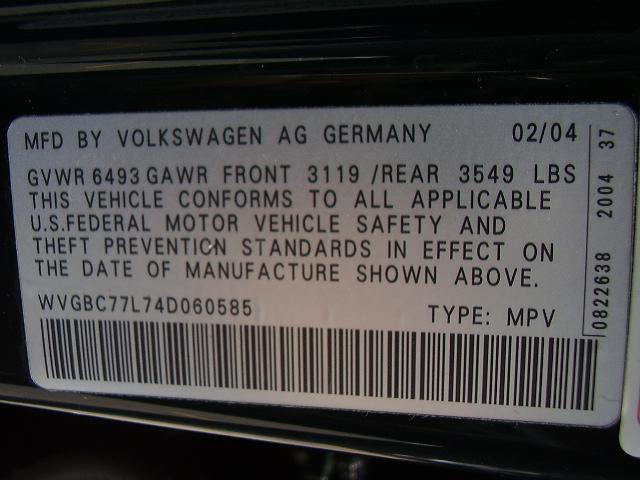 MFD BY VOLKSWAGEN AG GERMANY 02/04
GVWR 6493 GAWR FRONT 3119 /REAR 3549 LBS
THIS VEHICLE CONFORMS TO ALL APPLICABLE
U.S.FEDERAL MOTOR VEHICLE SAFETY AND
THEFT PREVENTION STANDARDS IN EFFECT ON
THE DATE OF MANUFACTURE SHOWN ABOVE.
WVGBC77L74D060585 TYPE: MPV
0822638 2004 37